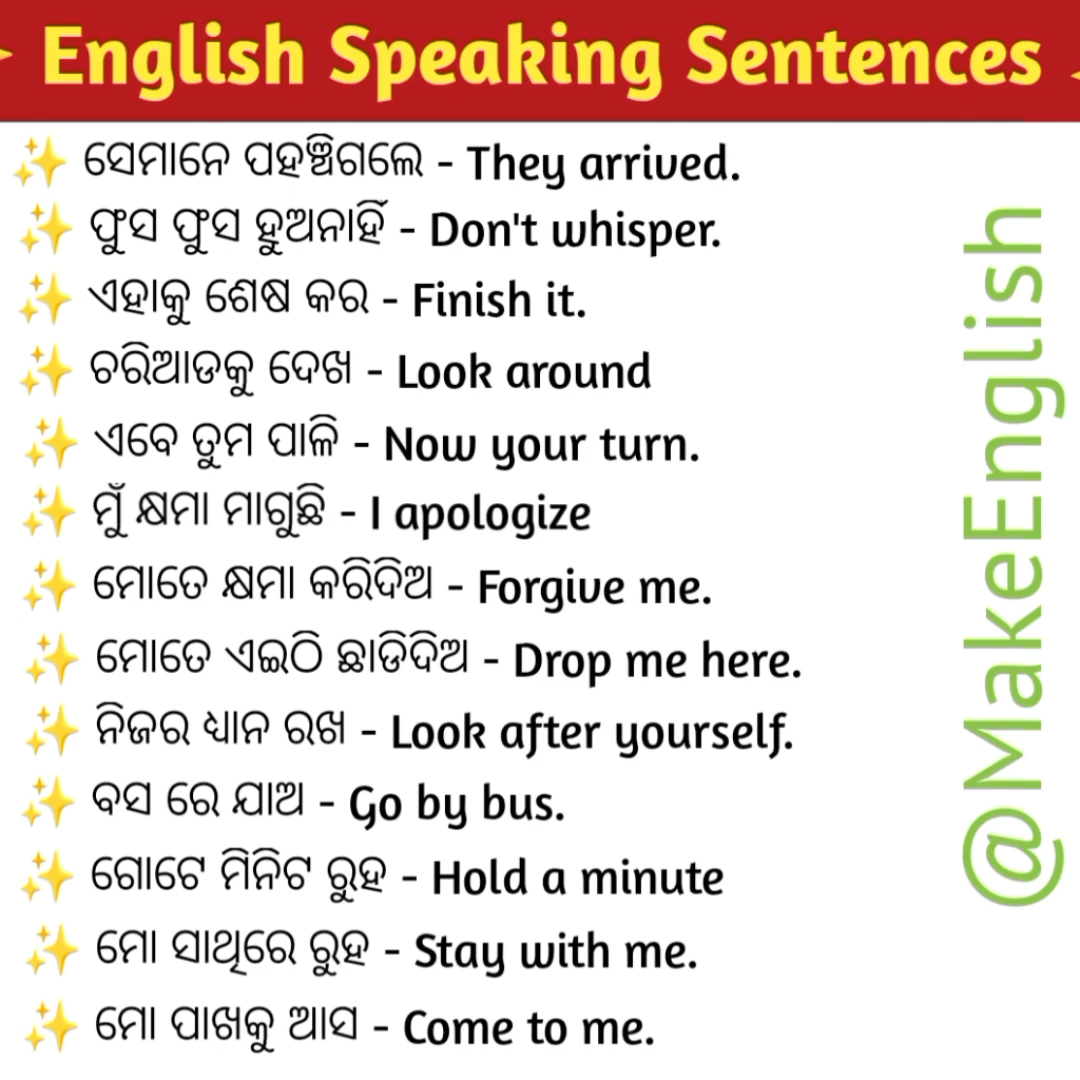 English Speaking Sentences
✨ ସେମାନେ ପହଞ୍ଚିଗଲେ - They arrived.
✨ ଫୁସ ଫୁସ ହୁଅନାହିଁ - Don't whisper.
✨ ଏହାକୁ ଶେଷ କର - Finish it.
✨ ଚରିଆଡକୁ ଦେଖ - Look around
✨ ଏବେ ତୁମ ପାଳି - Now your turn.
✨ ମୁଁ କ୍ଷମା ମାଗୁଛି - I apologize
✨ ମୋତେ କ୍ଷମା କରିଦିଅ - Forgive me.
✨ ମୋତେ ଏଇଠି ଛାଡିଦିଅ - Drop me here.
✨ ନିଜର ଧ୍ୟାନ ରଖ - Look after yourself.
✨ ବସ ରେ ଯାଅ - Go by bus.
✨ ଗୋଟେ ମିନିଟ ରୁହ - Hold a minute
✨ ମୋ ସାଥିରେ ରୁହ - Stay with me.
✨ ମୋ ପାଖକୁ ଆସ - Come to me.
@MakeEnglish